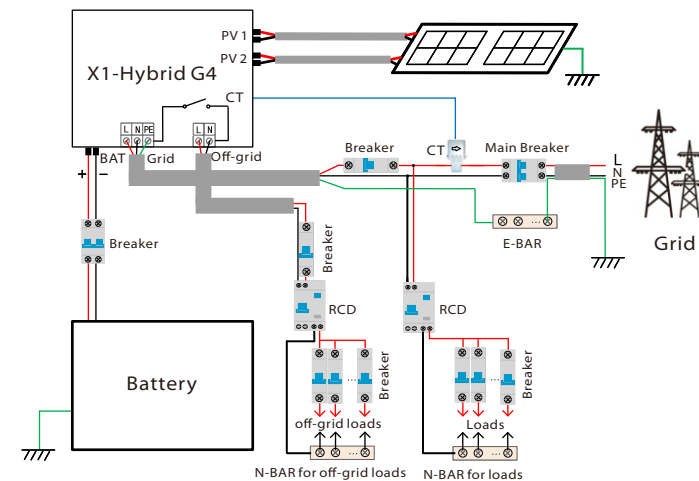 PV 1
PV 2
X1-Hybrid G4
CT
L N PE
L N
BAT
Grid
Off-grid
+ −
Breaker
CT
Main Breaker
L
N
PE
E-BAR
Grid
Breaker
Breaker
RCD
RCD
Battery
Breaker
Breaker
off-grid loads
Loads
N-BAR for off-grid loads
N-BAR for loads